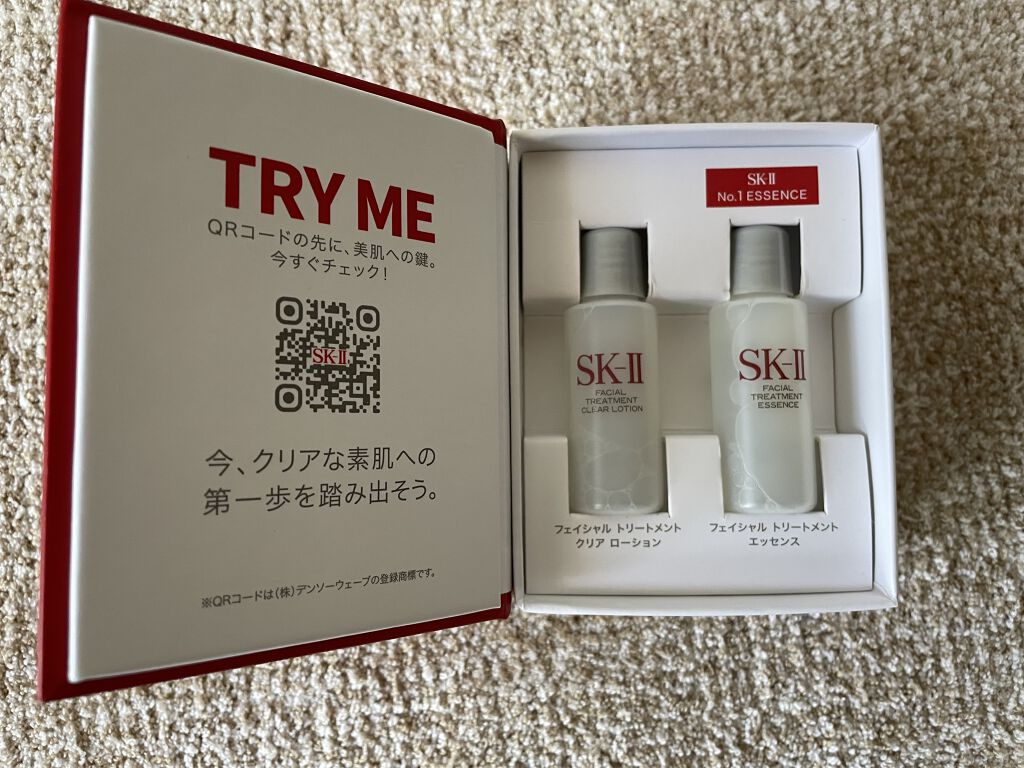 TRY ME
QRコードの先に、美肌への鍵。
今すぐチェック!
SK-II
今、クリアな素肌への
第一歩を踏み出そう。
※QRコードは(株)デンソーウェーブの登録商標です。
SK-II
No.1 ESSENCE
SK-II
FACIAL
TREATMENT
CLEAR LOTION
SK-II
FACIAL
TREATMENT
ESSENCE
フェイシャル トリートメント
クリア ローション
フェイシャル トリートメント
エッセンス